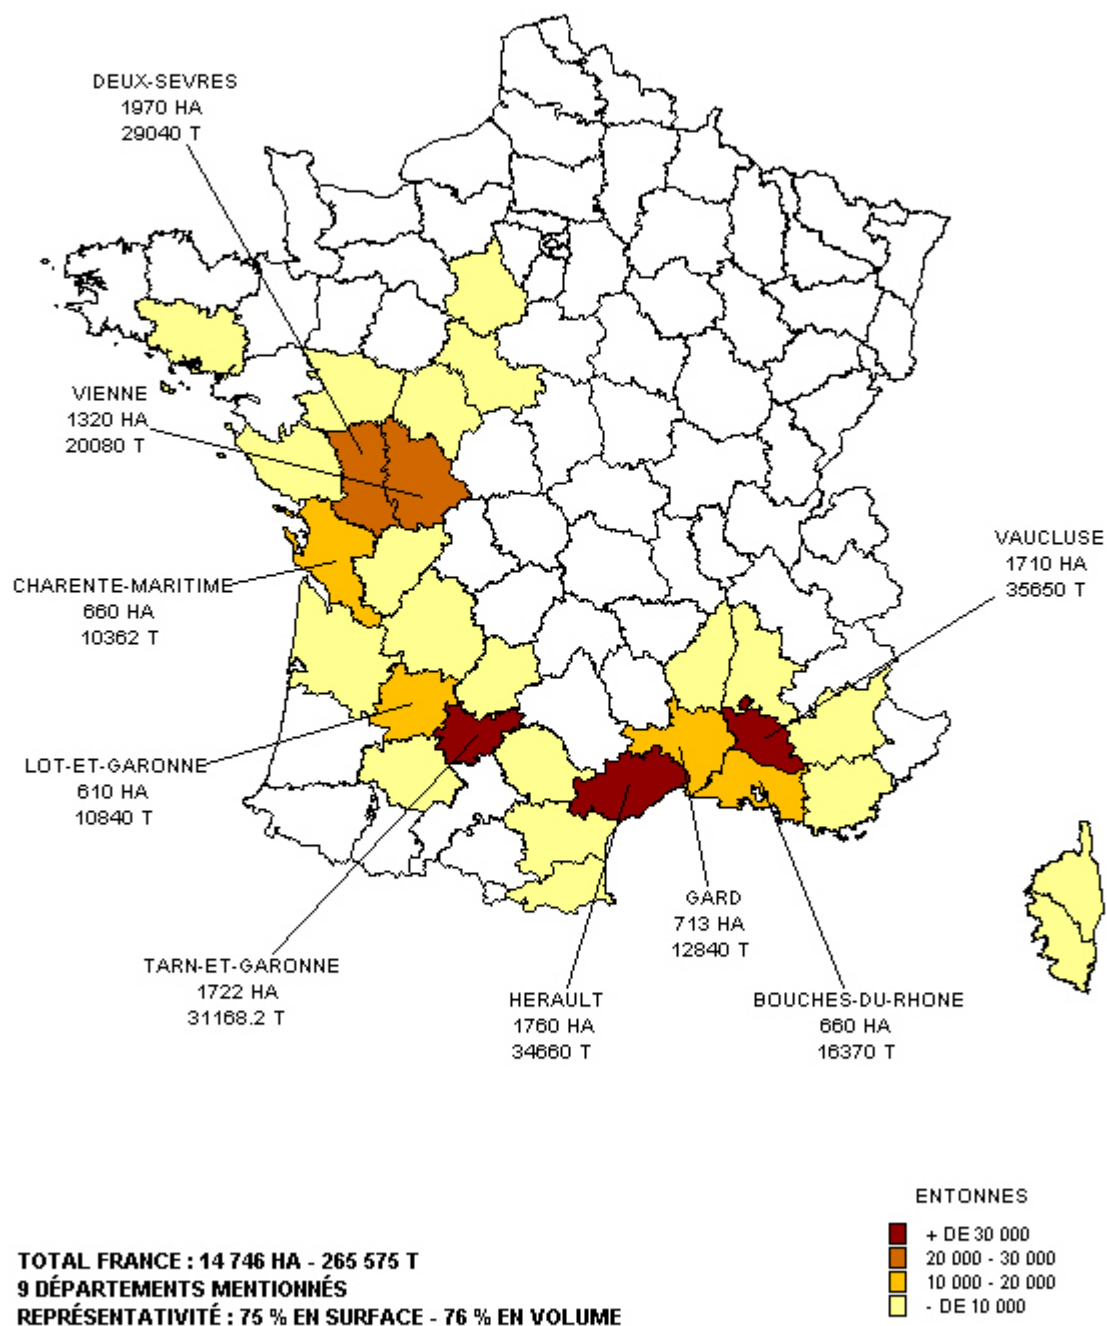 DEUX-SEVRES
1970 HA
29040 T
VIENNE
1320 HA
20080 T
VAUCLUSE
1710 HA
35650 T
CHARENTE-MARITIME
660 HA
10362 T
LOT-ET-GARONNE
610 HA
10840 T
GARD
713 HA
12840 T
TARN-ET-GARONNE
1722 HA
31168.2 T
HERAULT
1760 HA
34660 T
BOUCHES-DU-RHONE
660 HA
16370 T
ENTONNES
+ DE 30 000
20 000 - 30 000
10 000 - 20 000
- DE 10 000
TOTAL FRANCE : 14 746 HA - 265 575 T
9 DÉPARTEMENTS MENTIONNÉS
REPRÉSENTATIVITÉ : 75 % EN SURFACE - 76 % EN VOLUME